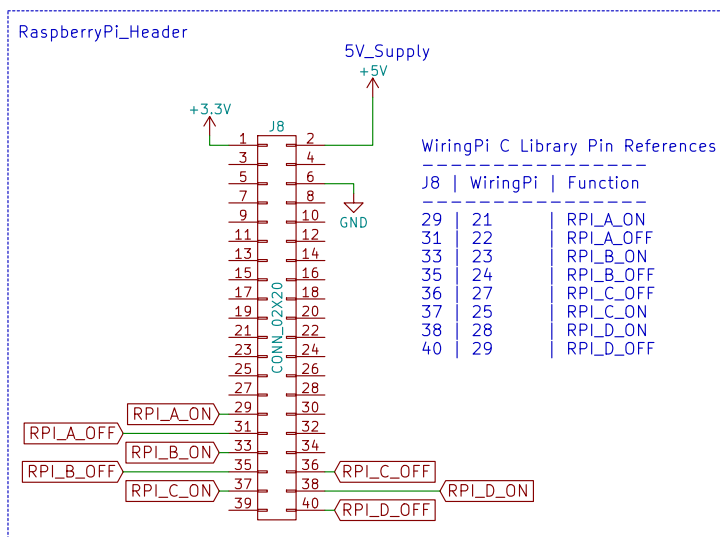 RaspberryPi_Header
5V_Supply
+5V
+3.3V
J8
1 2
3 4
5 6
7 8
9 10
11 12
13 14
15 16
17 18
19 20
21 22
23 24
25 26
27 28
29 30
31 32
33 34
35 36
37 38
39 40
CONN_02X20
GND
RPI_A_ON
RPI_A_OFF
RPI_B_ON
RPI_B_OFF
RPI_C_ON
RPI_C_OFF
RPI_D_ON
RPI_D_OFF
WiringPi C Library Pin References
-----------------
J8 | WiringPi | Function
-----------------
29 | 21 | RPI_A_ON
31 | 22 | RPI_A_OFF
33 | 23 | RPI_B_ON
35 | 24 | RPI_B_OFF
36 | 27 | RPI_C_OFF
37 | 25 | RPI_C_ON
38 | 28 | RPI_D_ON
40 | 29 | RPI_D_OFF